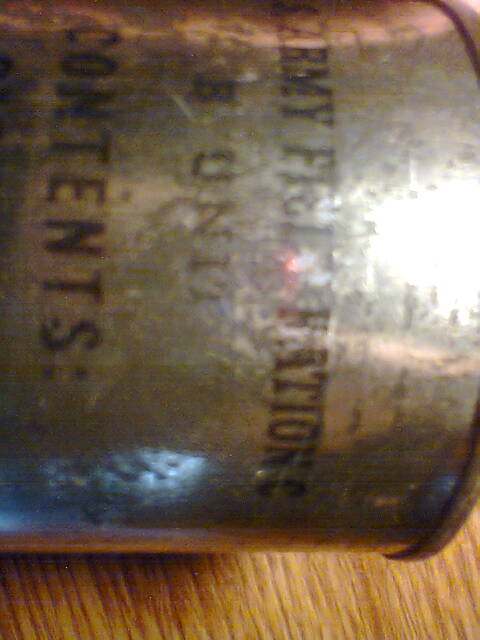 ARMY FIELD RATIONS
B UNIT
CONTENTS: